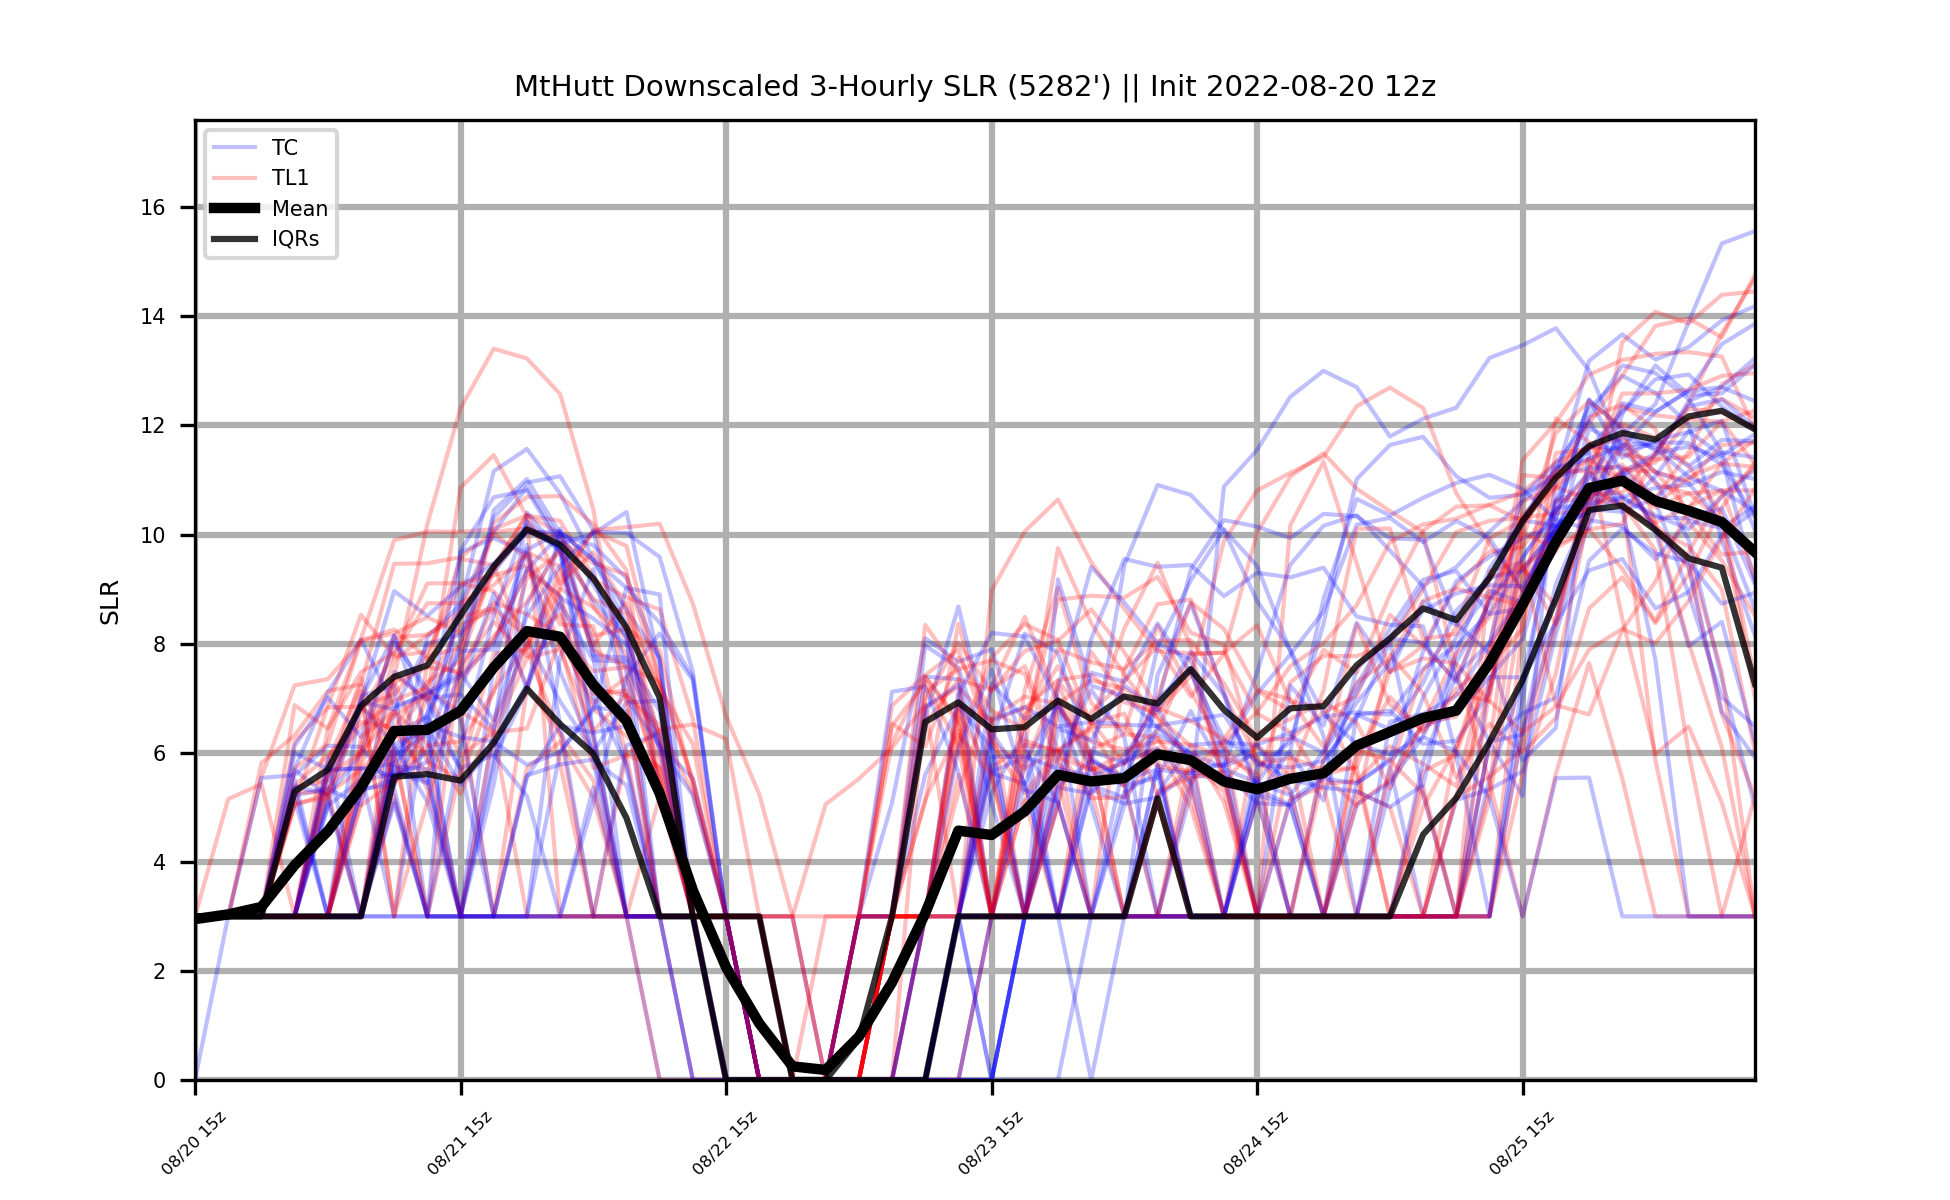 MtHutt Downscaled 3-Hourly SLR (5282') || Init 2022-08-20 12z
TC
TL1
Mean
IQRs
SLR
16
14
12
10
8
6
4
2
0
08/20 15z
08/21 15z
08/22 15z
08/23 15z
08/24 15z
08/25 15z